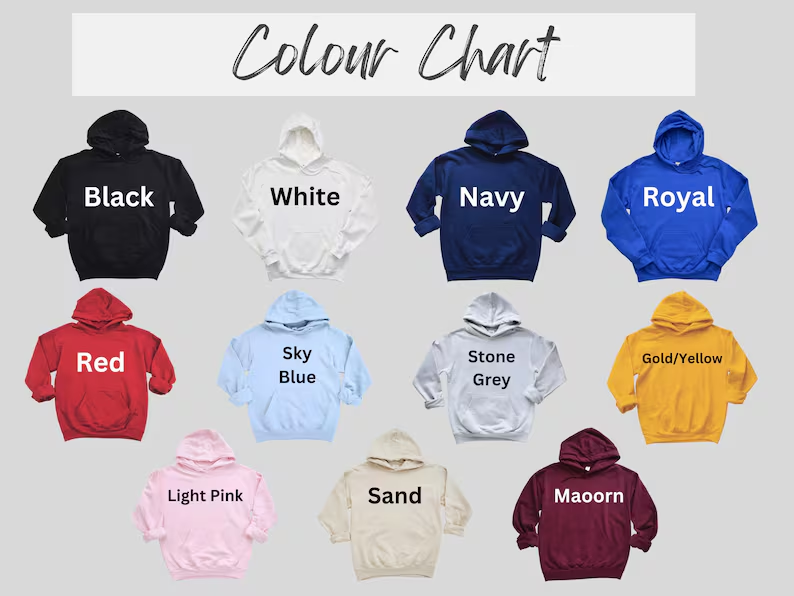 Colour Chart
Black
White
Navy
Royal
Red
Sky
Blue
Stone
Grey
Gold/Yellow
Light Pink
Sand
Maoorn